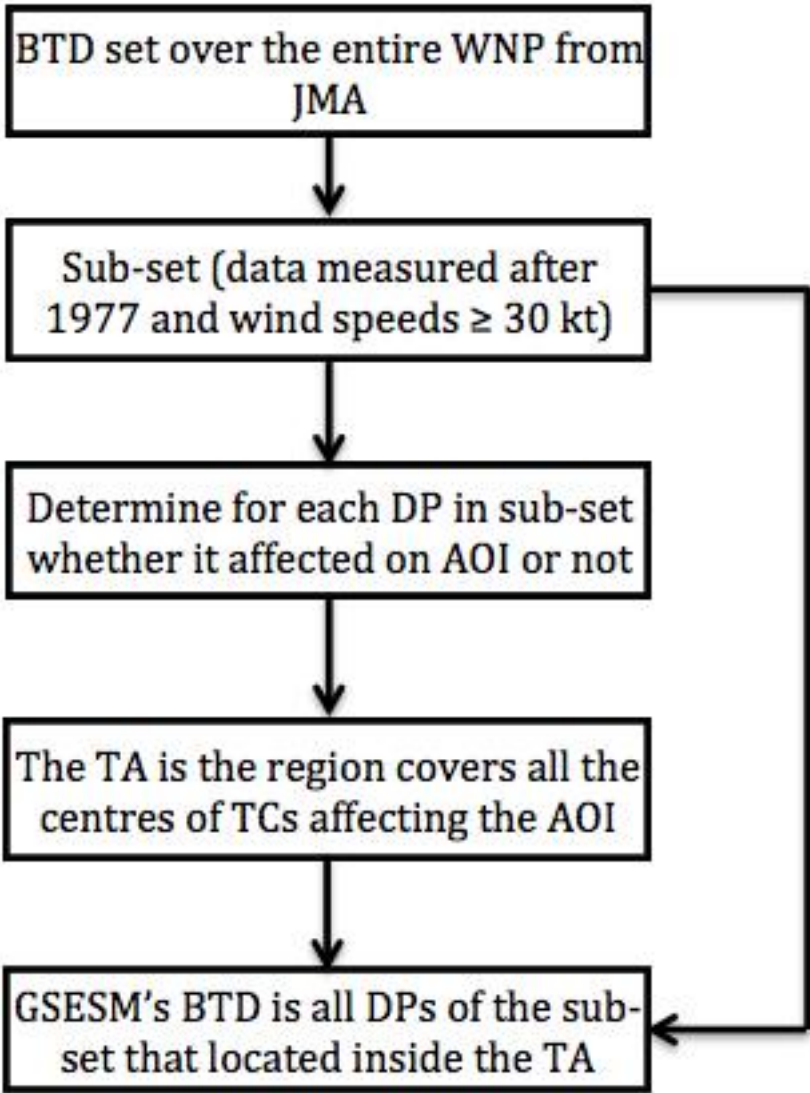 BTD set over the entire WNP from
JMA
Sub-set (data measured after
1977 and wind speeds ≥ 30 kt)
Determine for each DP in sub-set
whether it affected on AOI or not
The TA is the region covers all the
centres of TCs affecting the AOI
GSESM's BTD is all DPs of the sub-
set that located inside the TA